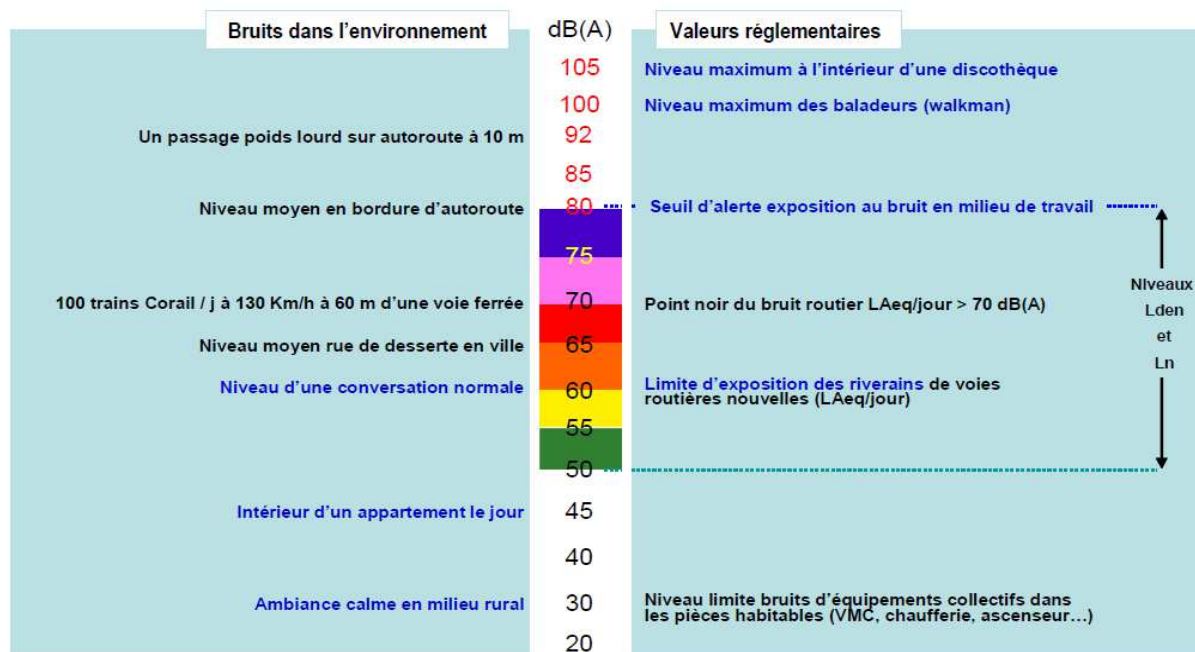 Bruits dans l'environnement
dB(A)
Valeurs réglementaires
105
Niveau maximum à l'intérieur d'une discothèque
100
Niveau maximum des baladeurs (walkman)
Un passage poids lourd sur autoroute à 10 m
92
85
Niveau moyen en bordure d'autoroute
80
Seuil d'alerte exposition au bruit en milieu de travail
75
Niveaux
Lden
et
Ln
100 trains Corail / j à 130 Km/h à 60 m d'une voie ferrée
70
Point noir du bruit routier LAeq/jour > 70 dB(A)
Niveau moyen rue de desserte en ville
65
Niveau d'une conversation normale
60
Limite d'exposition des riverains de voies
routières nouvelles (LAeq/jour)
55
50
Intérieur d'un appartement le jour
45
40
Ambiance calme en milieu rural
30
Niveau limite bruits d'équipements collectifs dans
les pièces habitables (VMC, chaufferie, ascenseur...)
20